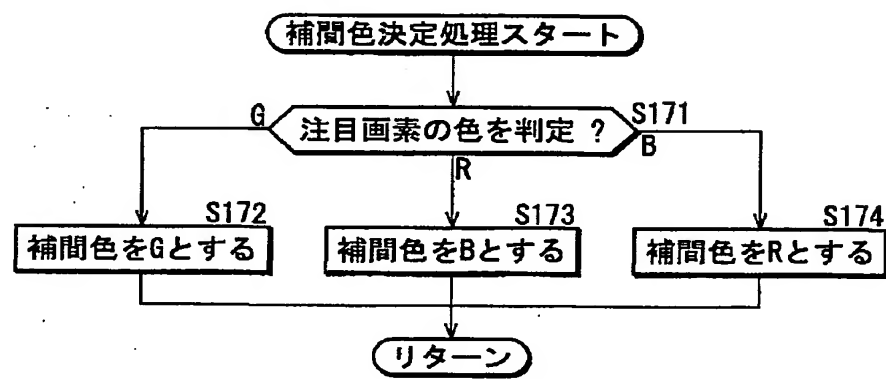 補間色決定処理スタート
G
注目画素の色を判定 ?
S171
B
R
S172
補間色をGとする
S173
補間色をBとする
S174
補間色をRとする
リターン